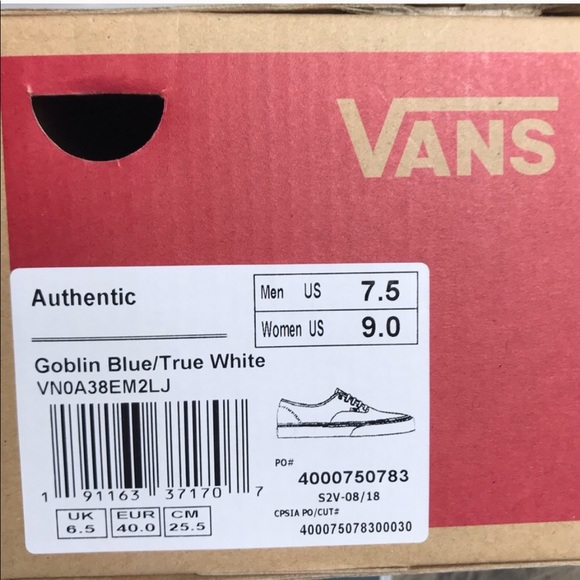 VANS
Authentic
Men US 7.5
Women US 9.0
Goblin Blue/True White
VN0A38EM2LJ
1 91163 37170 7
PO# 4000750783
S2V-08/18
CPSIA PO/CUT#
400075078300030
UK EUR CM
6.5 40.0 25.5